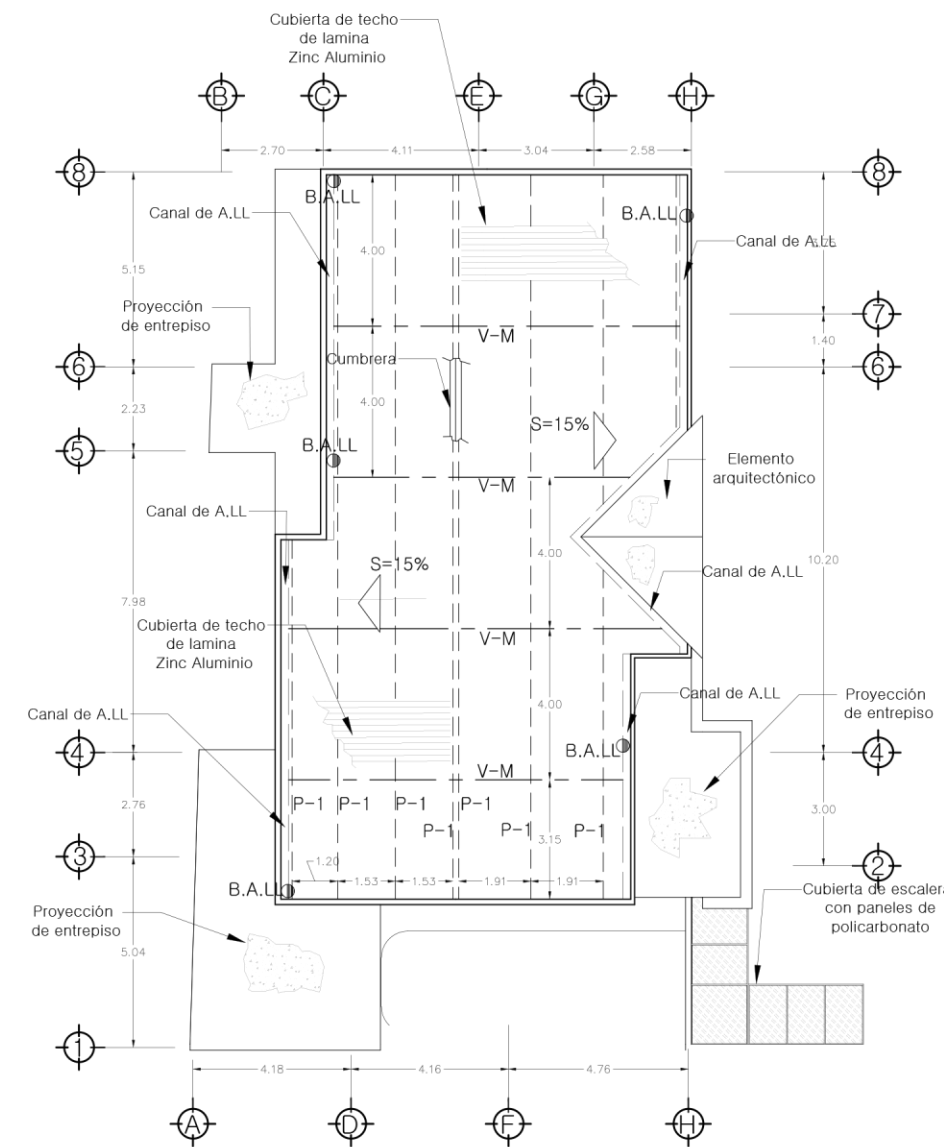 Cubierta de techo
de lamina
Zinc Aluminio
B
C
E
G
H
2.70
4.11
3.04
2.58
8
8
B.A.LL
B.A.LL
Canal de A.LL
Canal de A.LL
4.00
5.15
Proyección
de entrepiso
7
V-M
1.40
Cumbrera
6
6
4.00
2.23
S=15%
B.A.LL
5
Elemento
arquitectónico
V-M
Canal de A.LL
4.00
10.20
S=15%
Canal de A.LL
7.98
Cubierta de techo
de lamina
Zinc Aluminio
V-M
Canal de A.LL
Proyección
de entrepiso
4.00
Canal de A.LL
B.A.LL
4
4
V-M
P-1
P-1
P-1
P-1
2.76
3.00
P-1
P-1
P-1
3.15
3
2
1.20
1.53
1.53
1.91
1.91
B.A.LL
Cubierta de escalera
con paneles de
policarbonato
Proyección
de entrepiso
5.04
1
4.18
4.16
4.76
A
D
F
H